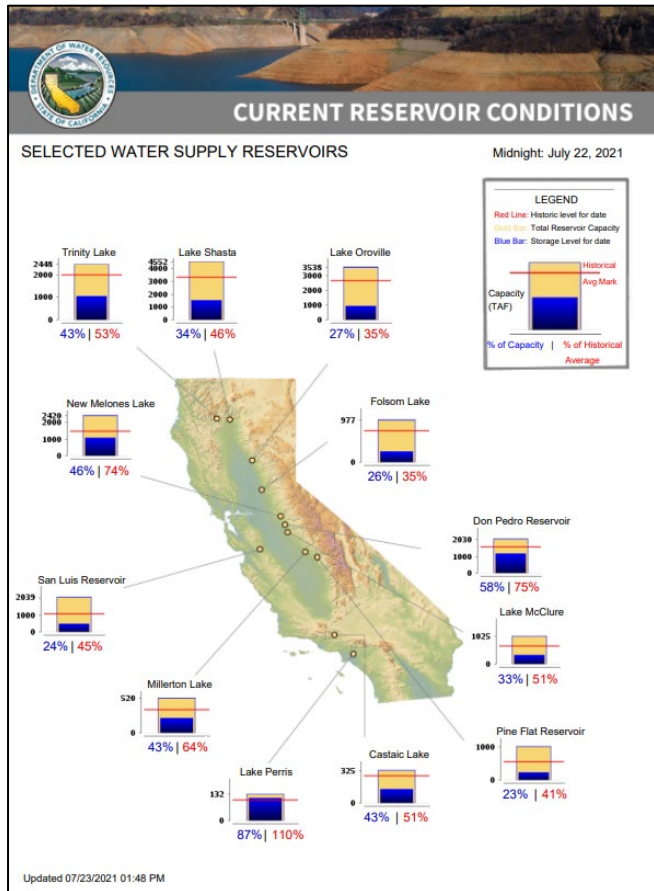 DEPARTMENT OF WATER RESOURCES
STATE OF CALIFORNIA
CURRENT RESERVOIR CONDITIONS
SELECTED WATER SUPPLY RESERVOIRS
Midnight: July 22, 2021
LEGEND
Red Line: Historic level for date
Gold Bar: Total Reservoir Capacity
Blue Bar: Storage Level for date
Capacity
(TAF)
Historical
Avg Mark
% of Capacity | % of Historical
Average
Trinity Lake
2448
2000
1000
0
43% | 53%
Lake Shasta
4552
4000
3000
2000
1000
0
34% | 46%
Lake Oroville
3538
3000
2000
1000
0
27% | 35%
New Melones Lake
2420
2000
1000
0
46% | 74%
Folsom Lake
977
0
26% | 35%
Don Pedro Reservoir
2030
1000
0
58% | 75%
San Luis Reservoir
2039
1000
0
24% | 45%
Lake McClure
1025
0
33% | 51%
Millerton Lake
520
0
43% | 64%
Pine Flat Reservoir
1000
0
23% | 41%
Lake Perris
132
0
87% | 110%
Castaic Lake
325
0
43% | 51%
Updated 07/23/2021 01:48 PM